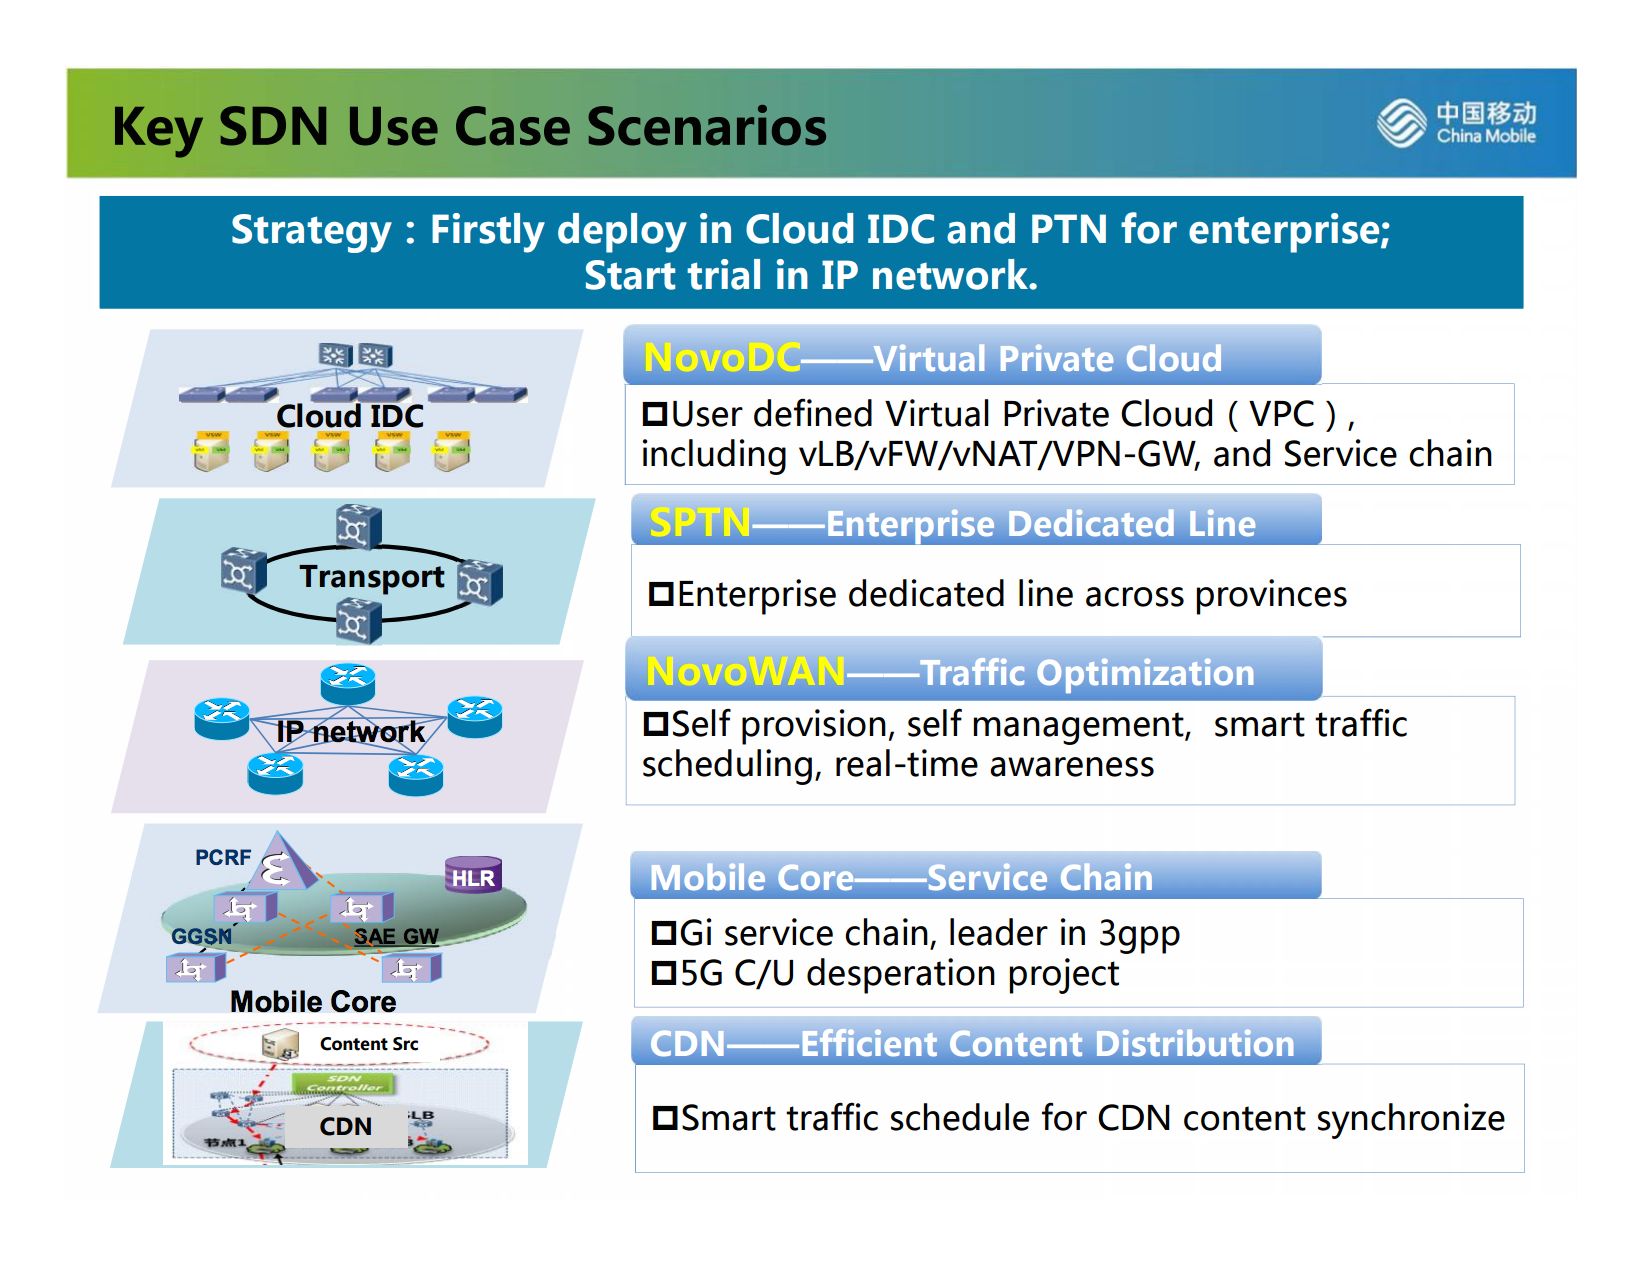 Key SDN Use Case Scenarios
中国移动
China Mobile
Strategy：Firstly deploy in Cloud IDC and PTN for enterprise;
Start trial in IP network.
Cloud IDC
VSW VSW VSW VSW VSW
NovoDC——Virtual Private Cloud
User defined Virtual Private Cloud（VPC）,
including vLB/vFW/vNAT/VPN-GW, and Service chain
Transport
SPTN——Enterprise Dedicated Line
Enterprise dedicated line across provinces
IP network
NovoWAN——Traffic Optimization
Self provision, self management,  smart traffic
scheduling, real-time awareness
PCRF
HLR
GGSN
SAE GW
Mobile Core
Mobile Core——Service Chain
Gi service chain, leader in 3gpp
5G C/U desperation project
Content Src
SDN
Controller
CDN
节点1
CDN——Efficient Content Distribution
Smart traffic schedule for CDN content synchronize